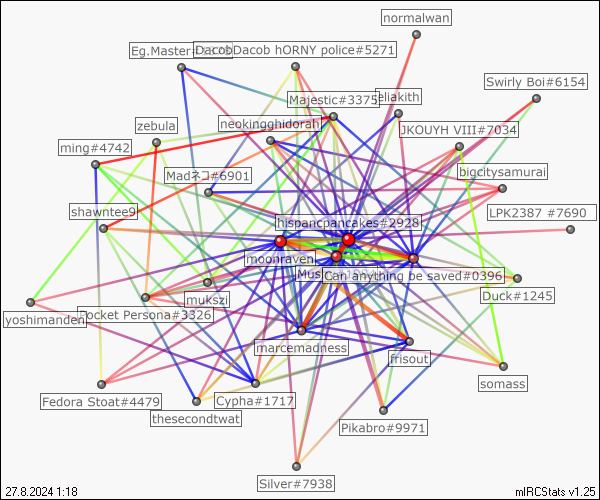 normalwan
Eg.Master
DacobDacob hORNY police#5271
Swirly Boi#6154
Majestic#3375
eliakith
neokingghidorah
zebula
JKOUYH VIII#7034
ming#4742
bigcitysamurai
Madネコ#6901
shawntee9
LPK2387 #7690
hispancpancakes#2928
moonraven
Can anything be saved#0396
mukszi
Duck#1245
yoshimanden
Pocket Persona#3326
marcemadness
frisout
somass
Fedora Stoat#4479
Cypha#1717
thesecondtwat
Pikabro#9971
Silver#7938
27.8.2024 1:18
mIRCStats v1.25